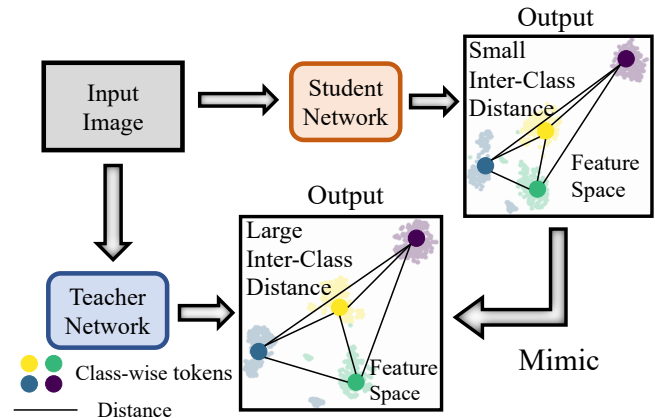 Output
Input
Image
Student
Network
Small
Inter-Class
Distance
Feature
Space
Output
Large
Inter-Class
Distance
Feature
Space
Teacher
Network
Mimic
Class-wise tokens
Distance